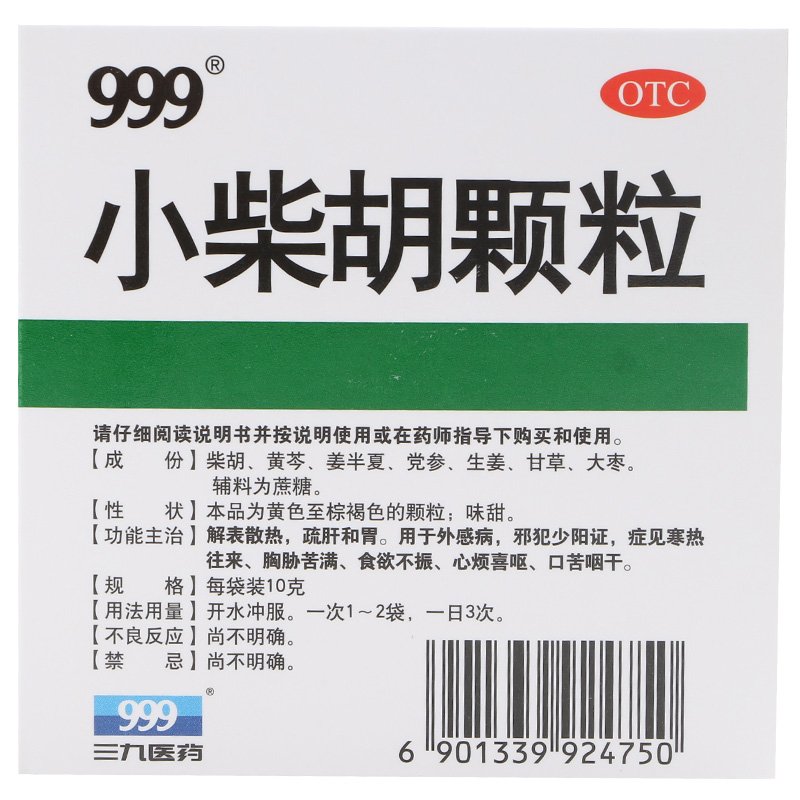 999®
OTC
小柴胡颗粒
请仔细阅读说明书并按说明使用或在药师指导下购买和使用。
【成 份】柴胡、黄芩、姜半夏、党参、生姜、甘草、大枣。
辅料为蔗糖。
【性 状】本品为黄色至棕褐色的颗粒；味甜。
【功能主治】解表散热，疏肝和胃。用于外感病，邪犯少阳证，症见寒热
往来、胸胁苦满、食欲不振、心烦喜呕、口苦咽干。
【规 格】每袋装10克
【用法用量】开水冲服。一次1～2袋，一日3次。
【不良反应】尚不明确。
【禁 忌】尚不明确。
999®
三九医药
6 901339 924750